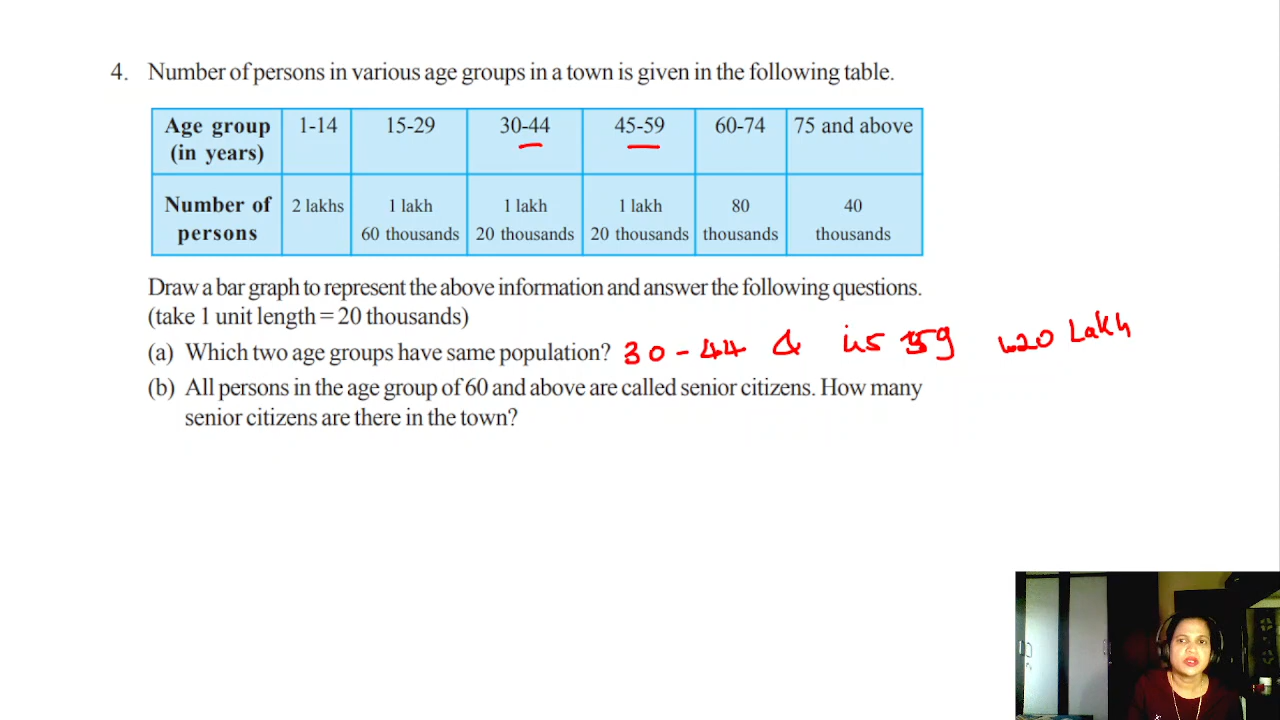 4. Number of persons in various age groups in a town is given in the following table.
Age group (in years) 1-14 15-29 30-44 45-59 60-74 75 and above
Number of persons 2 lakhs 1 lakh 60 thousands 1 lakh 20 thousands 1 lakh 20 thousands 80 thousands 40 thousands
Draw a bar graph to represent the above information and answer the following questions.
(take 1 unit length = 20 thousands)
(a) Which two age groups have same population? 30-44 & 45 59 Lakh
(b) All persons in the age group of 60 and above are called senior citizens. How many
senior citizens are there in the town?